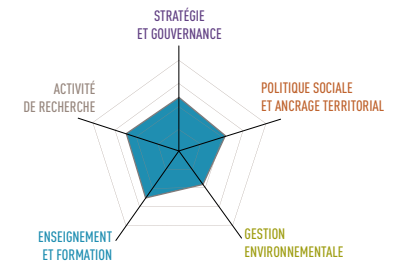 STRATÉGIE
ET GOUVERNANCE
POLITIQUE SOCIALE
ET ANCRAGE TERRITORIAL
ACTIVITÉ
DE RECHERCHE
ENSEIGNEMENT
ET FORMATION
GESTION
ENVIRONNEMENTALE